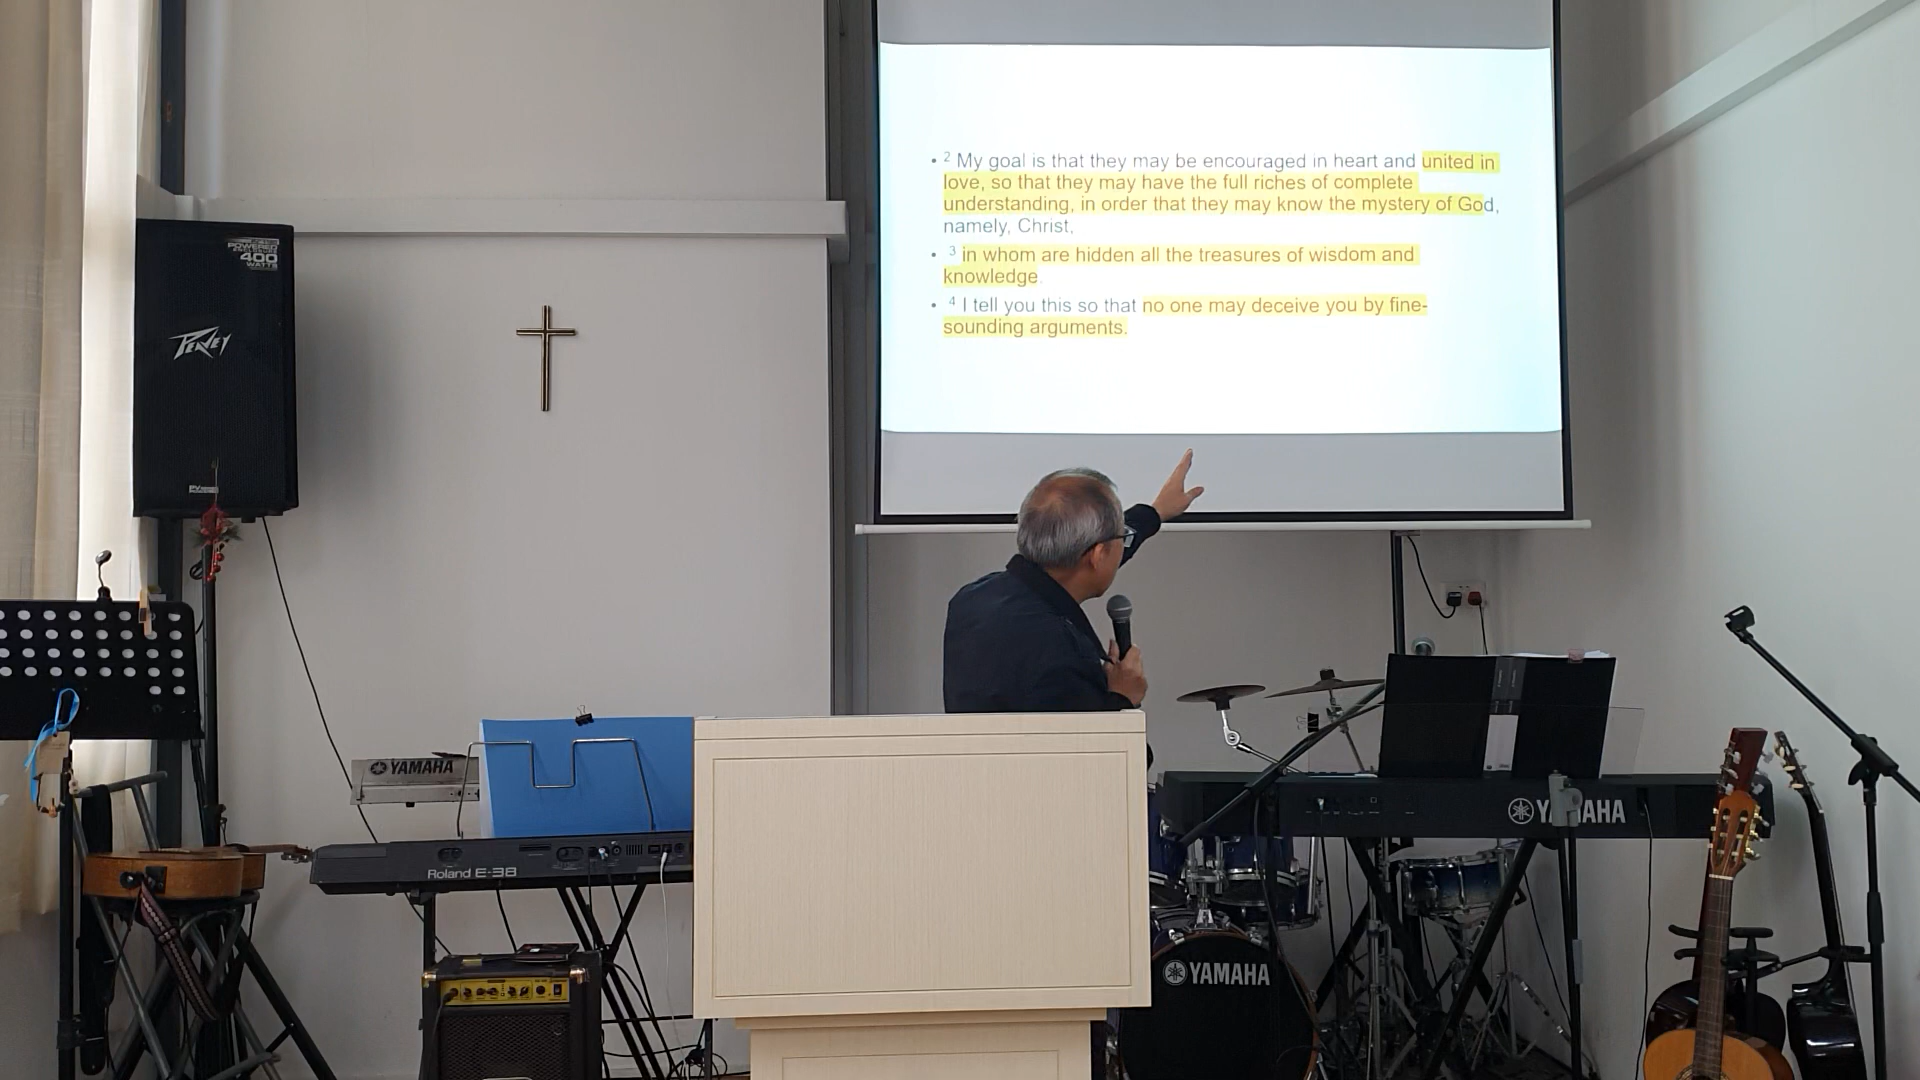 ² My goal is that they may be encouraged in heart and united in
love, so that they may have the full riches of complete
understanding, in order that they may know the mystery of God,
namely, Christ,
³ in whom are hidden all the treasures of wisdom and
knowledge.
⁴ I tell you this so that no one may deceive you by fine-
sounding arguments.
POWERED
ENCLOSURE
400
WATTS
PEAVEY
YAMAHA
Roland E-38
YAMAHA
YAMAHA